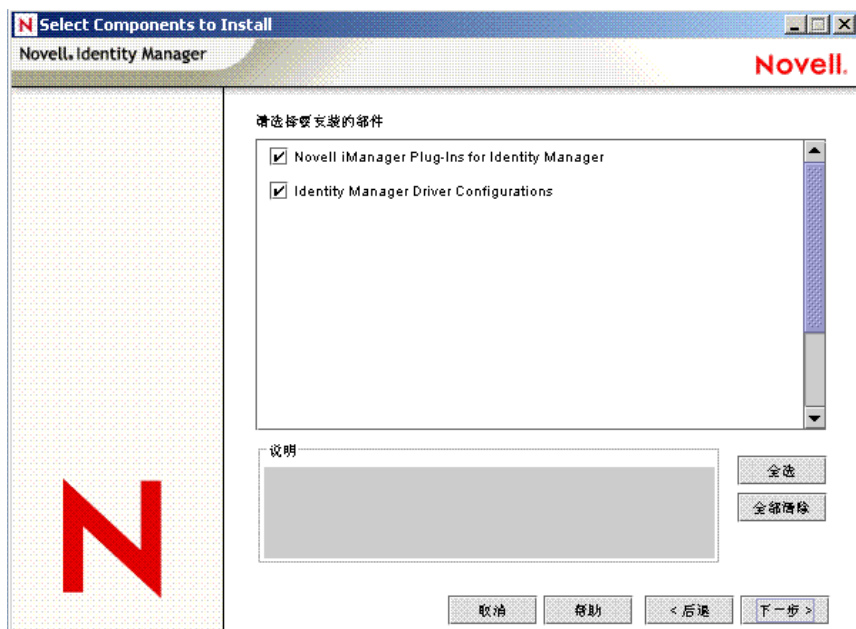 Select Components to Install
Novell® Identity Manager
Novell®
请选择要安装的部件
Novell iManager Plug-Ins for Identity Manager
Identity Manager Driver Configurations
说明
全选
全部清除
取消
帮助
< 后退
下一步 >